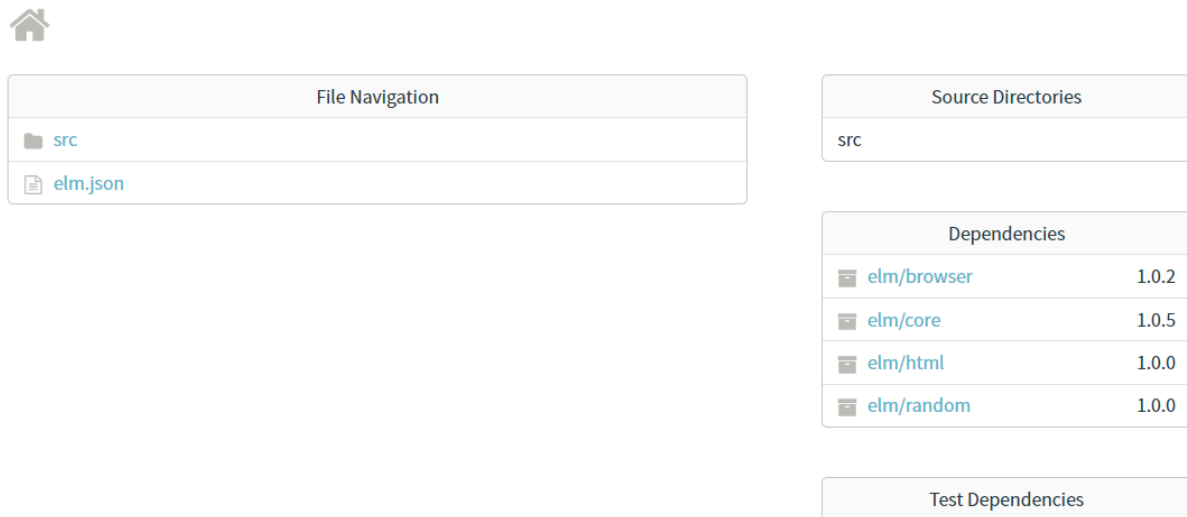 File Navigation
src
elm.json
Source Directories
src
Dependencies
elm/browser 1.0.2
elm/core 1.0.5
elm/html 1.0.0
elm/random 1.0.0
Test Dependencies